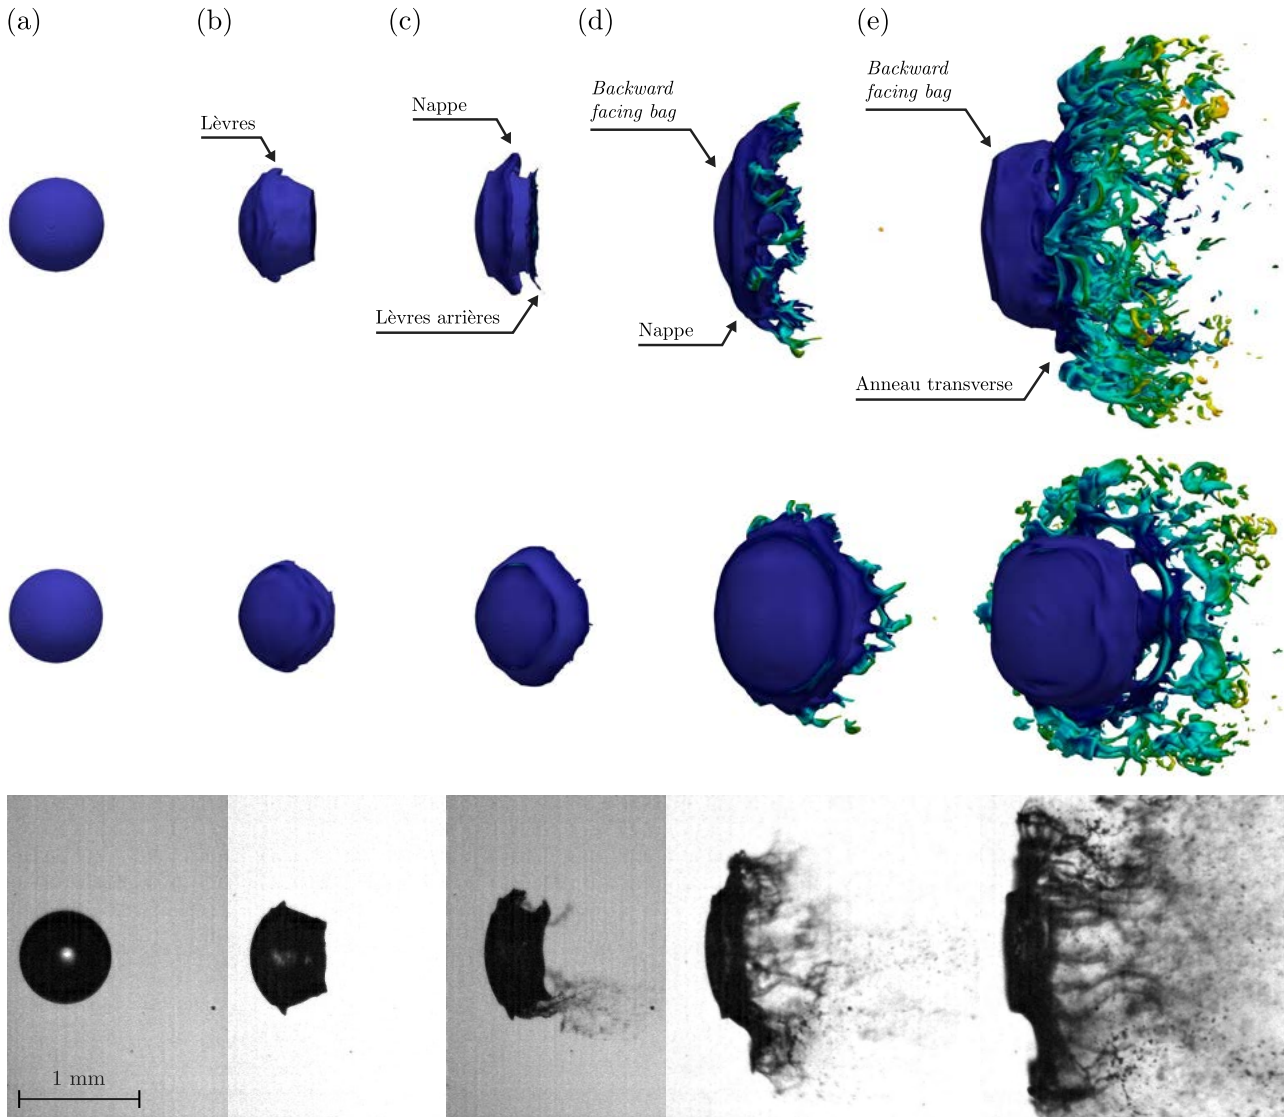 (a)
(b)
(c)
(d)
(e)
Lèvres
Nappe
Lèvres arrières
Backward
facing bag
Nappe
Backward
facing bag
Anneau transverse
1 mm